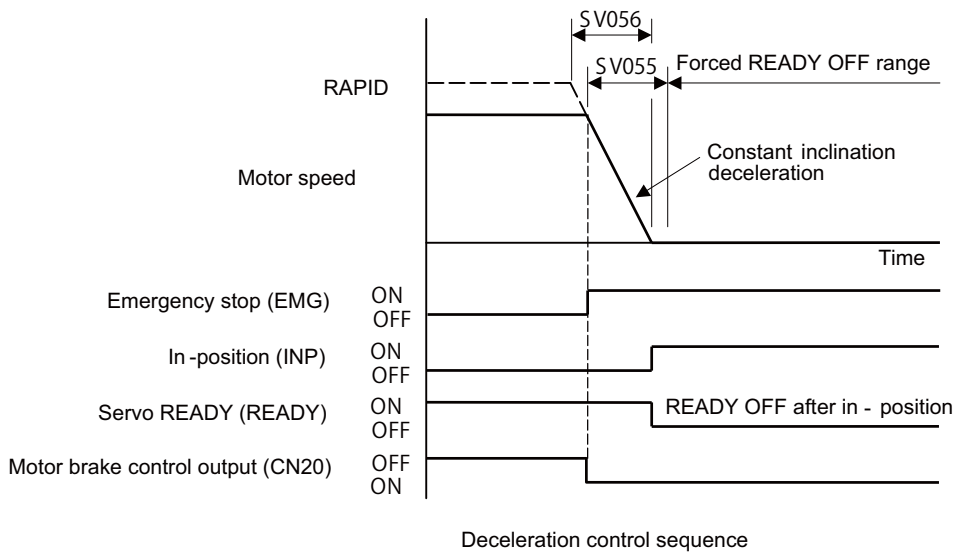 SV056
SV055
Forced READY OFF range
RAPID
Constant inclination
deceleration
Motor speed
Time
Emergency stop (EMG)
ON
OFF
In-position (INP)
ON
OFF
Servo READY (READY)
ON
OFF
READY OFF after in - position
Motor brake control output (CN20)
OFF
ON
Deceleration control sequence